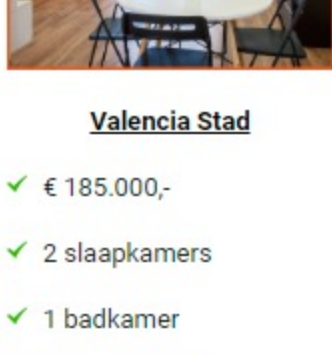 Valencia Stad
€ 185.000,-
2 slaapkamers
1 badkamer